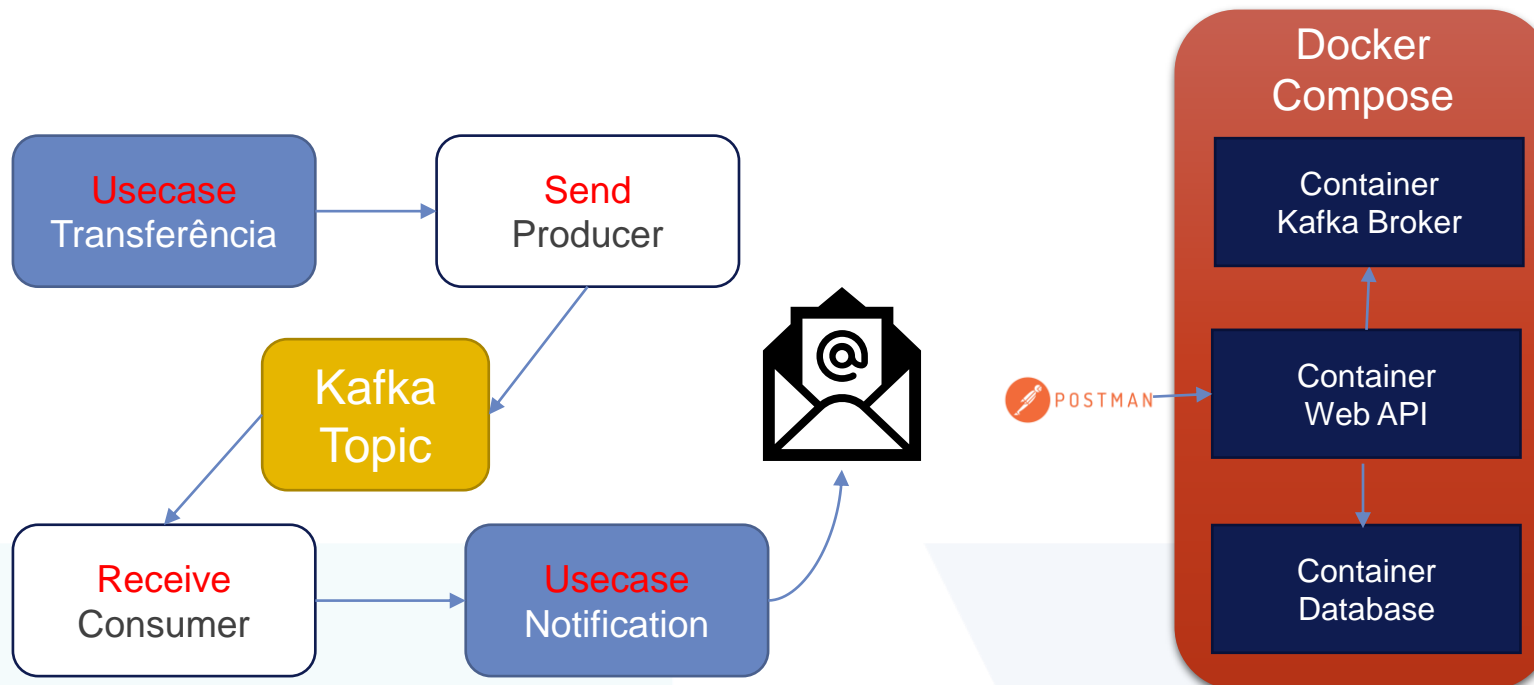 Usecase
Transferência
Send
Producer
Kafka
Topic
Receive
Consumer
Usecase
Notification
@
POSTMAN
Docker
Compose
Container
Kafka Broker
Container
Web API
Container
Database